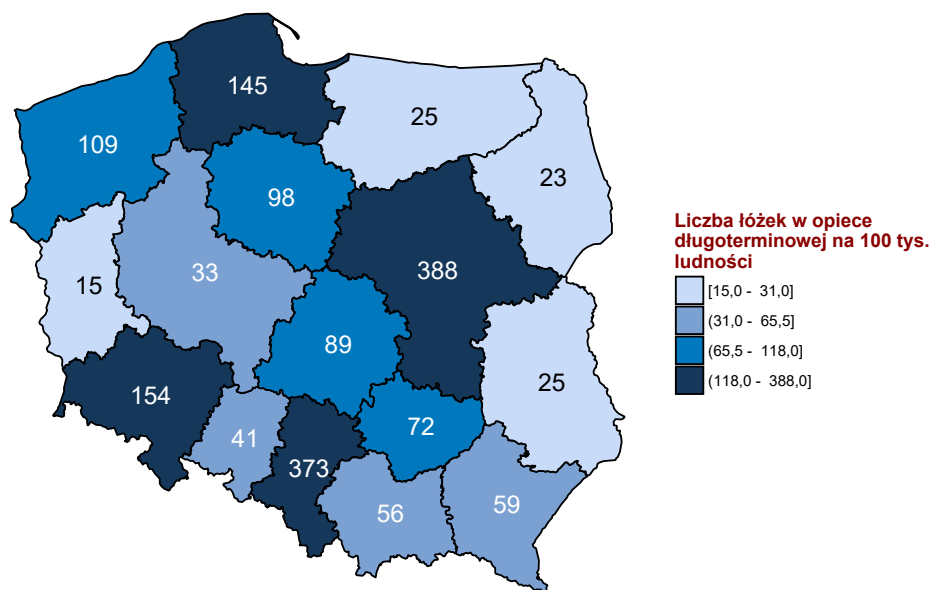 145
25
109
23
98
388
33
15
89
25
154
72
41
373
59
56
Liczba łóżek w opiece
długoterminowej na 100 tys.
ludności
[15,0 - 31,0]
(31,0 - 65,5]
(65,5 - 118,0]
(118,0 - 388,0]